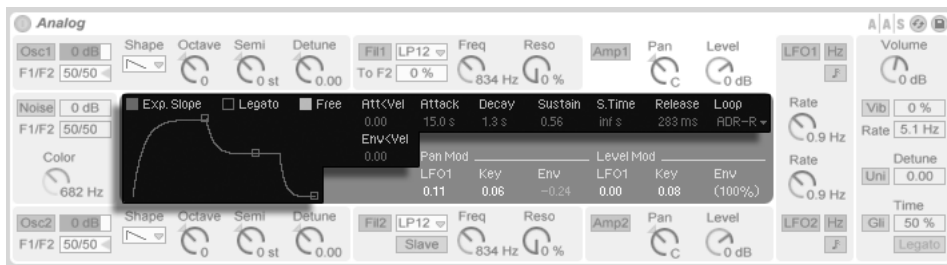 Analog
A A S
Osc1 0 dB Shape Octave Semi Detune Fil1 LP12 Freq Reso Amp1 Pan Level LFO1 Hz Volume
F1/F2 50/50 0 0 st 0.00 To F2 0 % 834 Hz 0 % C 0 dB 0 dB
Noise 0 dB Exp. Slope Legato Free Att<Vel Attack Decay Sustain S.Time Release Loop Rate Vib 0 %
F1/F2 50/50 0.00 15.0 s 1.3 s 0.56 inf s 283 ms ADR-R 0.9 Hz Rate 5.1 Hz
Env<Vel
Color 0.00 Pan Mod Level Mod Rate Detune
LFO1 Key Env LFO1 Key Env Uni 0.00
682 Hz 0.11 0.06 -0.24 0.00 0.08 (100%) 0.9 Hz
Time
Osc2 0 dB Shape Octave Semi Detune Fil2 LP12 Freq Reso Amp2 Pan Level LFO2 Hz Gli 50 %
F1/F2 50/50 0 0 st 0.00 Slave 834 Hz 0 % C 0 dB Legato